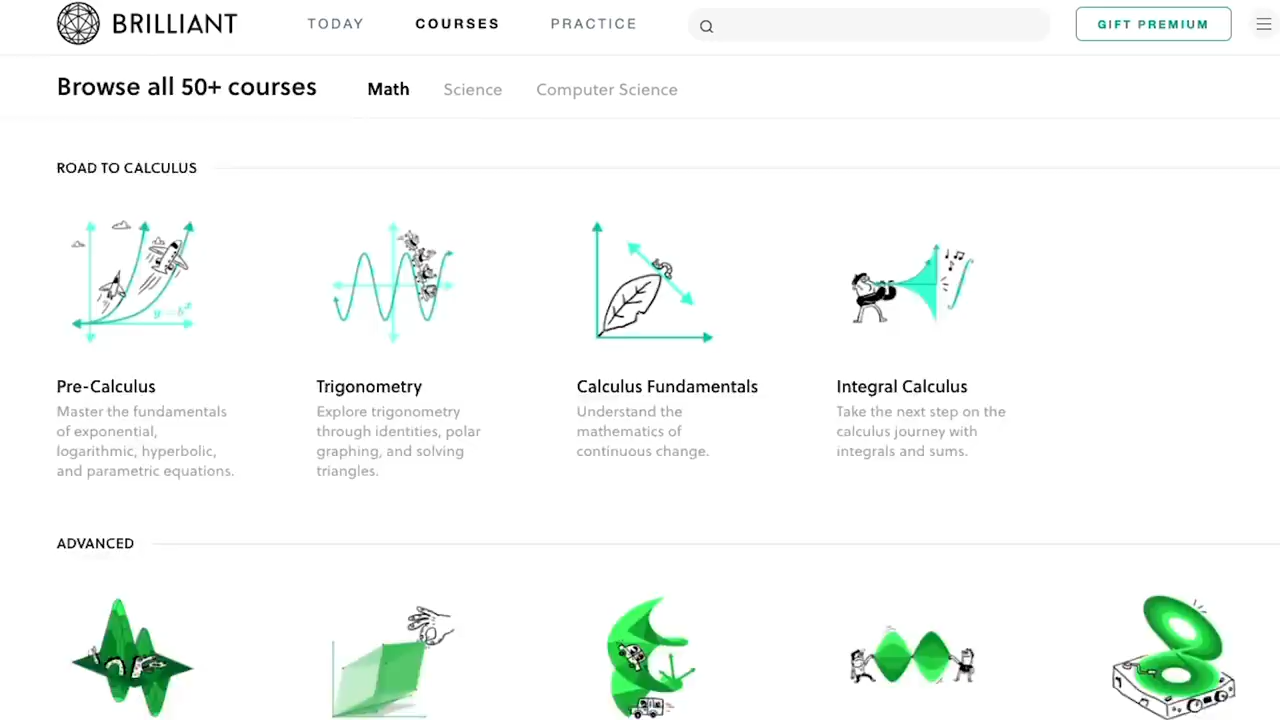 BRILLIANT
TODAY
COURSES
PRACTICE
GIFT PREMIUM
Browse all 50+ courses
Math
Science
Computer Science
ROAD TO CALCULUS
Pre-Calculus
Master the fundamentals
of exponential,
logarithmic, hyperbolic,
and parametric equations.
Trigonometry
Explore trigonometry
through identities, polar
graphing, and solving
triangles.
Calculus Fundamentals
Understand the
mathematics of
continuous change.
Integral Calculus
Take the next step on the
calculus journey with
integrals and sums.
ADVANCED